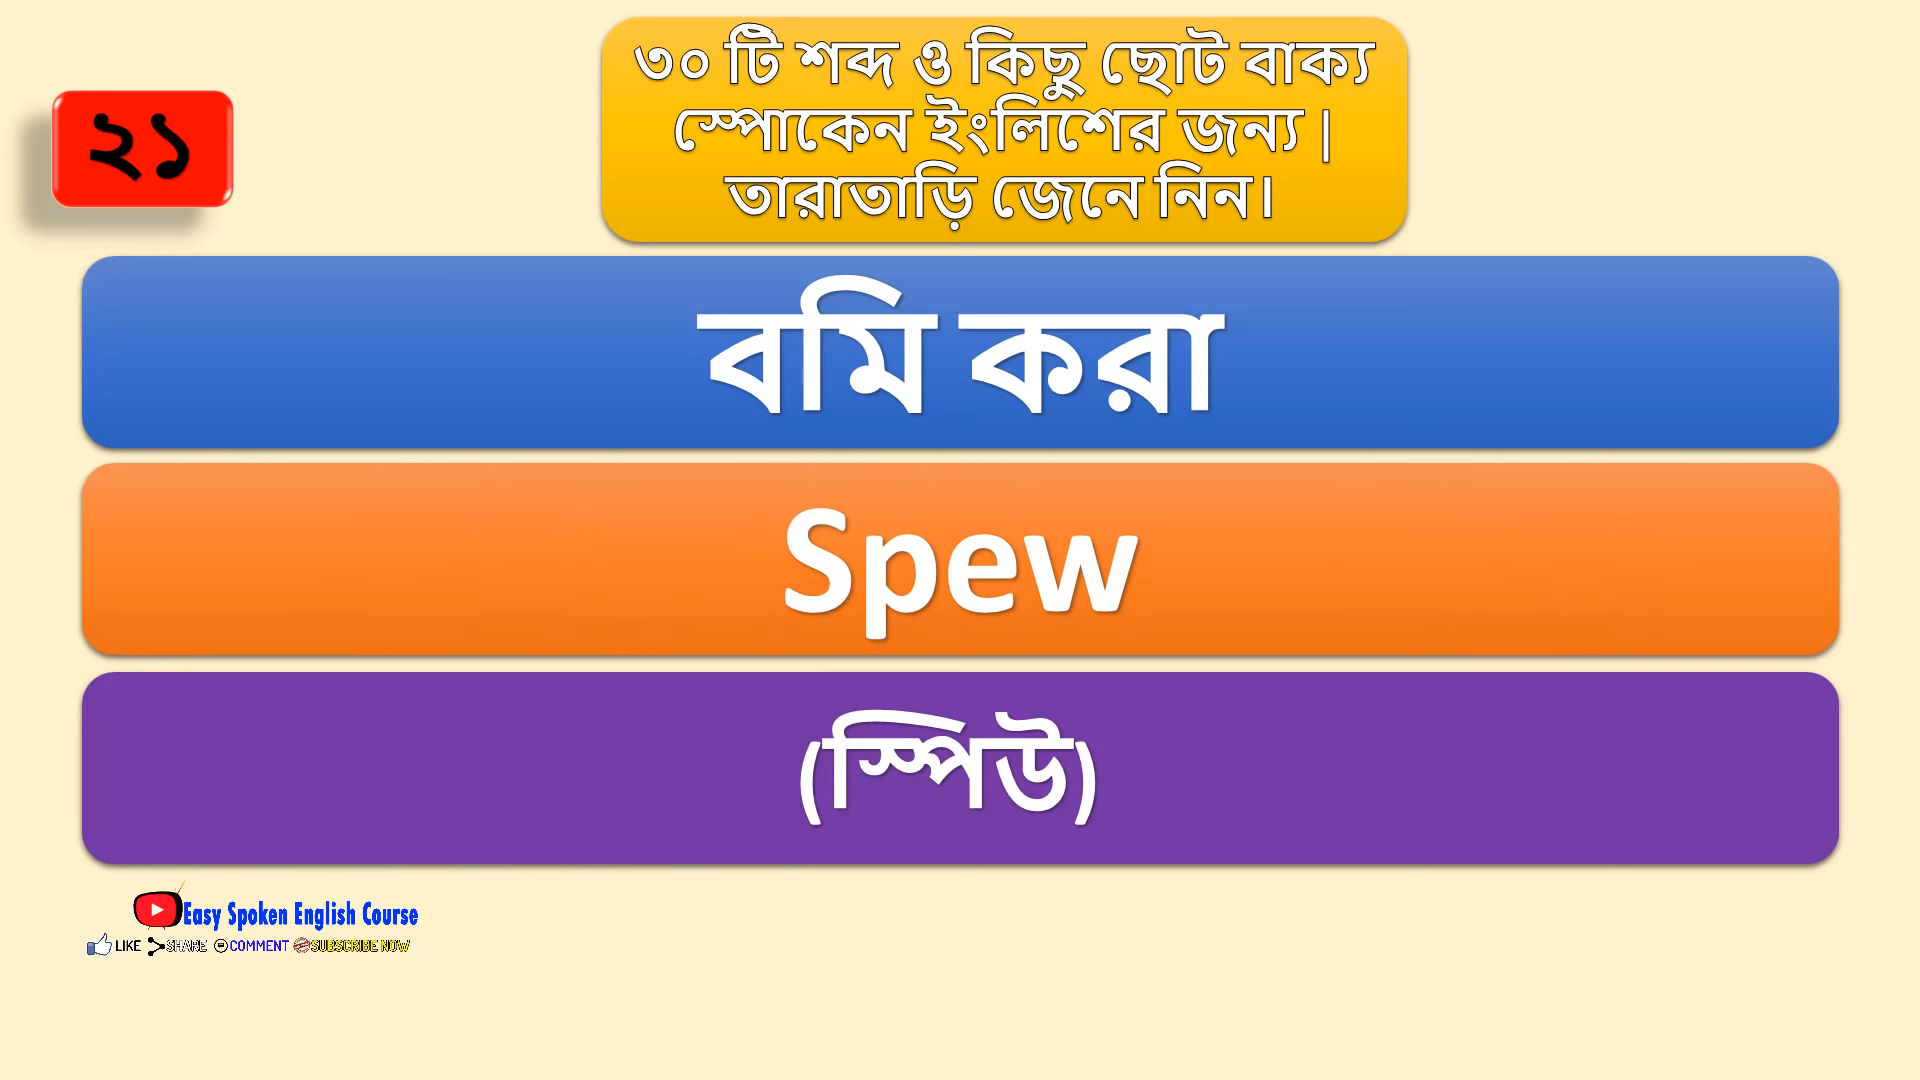 ৩০ টি শব্দ ও কিছু ছোট বাক্য
স্পোকেন ইংলিশের জন্য |
তারাতাড়ি জেনে নিন।
২১
বমি করা
Spew
(স্পিউ)
Easy Spoken English Course
LIKE SHARE COMMENT SUBSCRIBE NOW